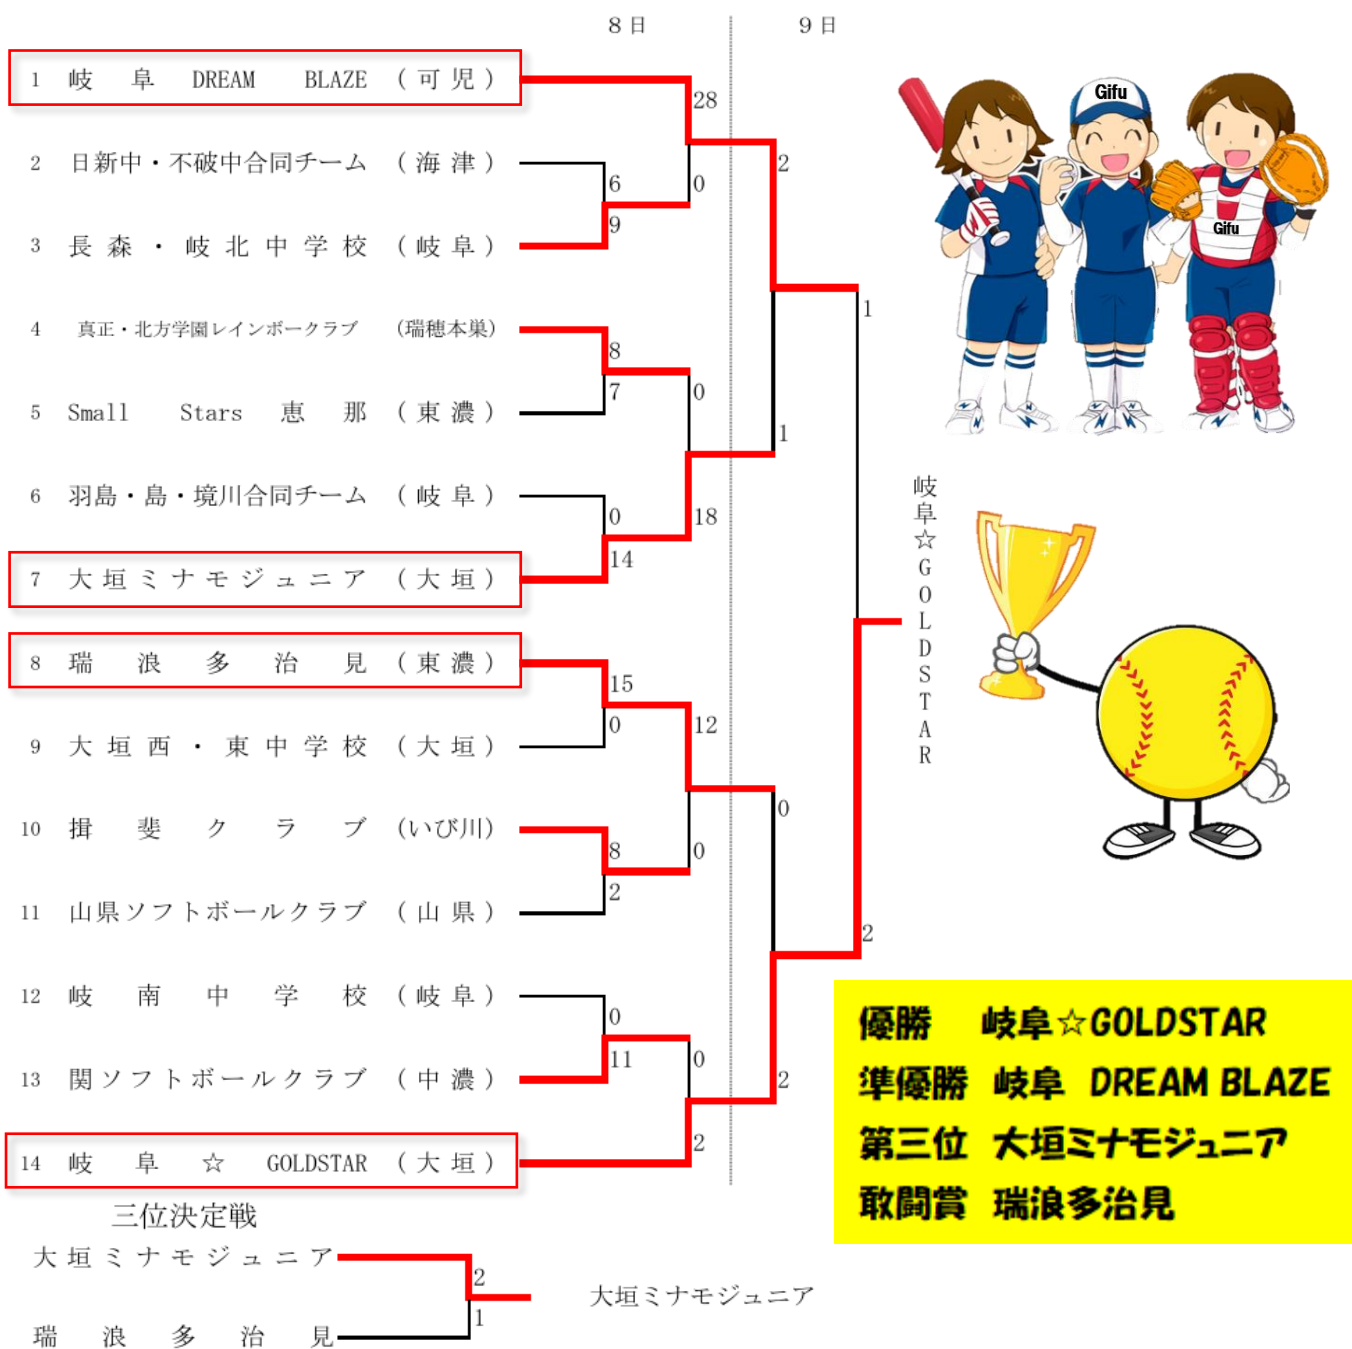 8日 9日
1 岐阜 DREAM BLAZE (可児)
28
2 日新中・不破中合同チーム (海津)
6
0
2
9
3 長森・岐北中学校 (岐阜)
1
4 真正・北方学園レインボークラブ (瑞穂本巣)
8
7
0
5 Small Stars 恵那 (東濃)
1
6 羽島・島・境川合同チーム (岐阜)
0
18
14
7 大垣ミナモジュニア (大垣)
8 瑞浪多治見 (東濃)
15
0
12
9 大垣西・東中学校 (大垣)
0
10 揖斐クラブ (いび川)
8
0
2
11 山県ソフトボールクラブ (山県)
2
12 岐南中学校 (岐阜)
0
11
0
13 関ソフトボールクラブ (中濃)
2
2
14 岐阜☆GOLDSTAR (大垣)
岐阜☆GOLDSTAR
Gifu
Gifu
優勝 岐阜☆GOLDSTAR
準優勝 岐阜 DREAM BLAZE
第三位 大垣ミナモジュニア
敢闘賞 瑞浪多治見
三位決定戦
大垣ミナモジュニア
2
大垣ミナモジュニア
1
瑞浪多治見